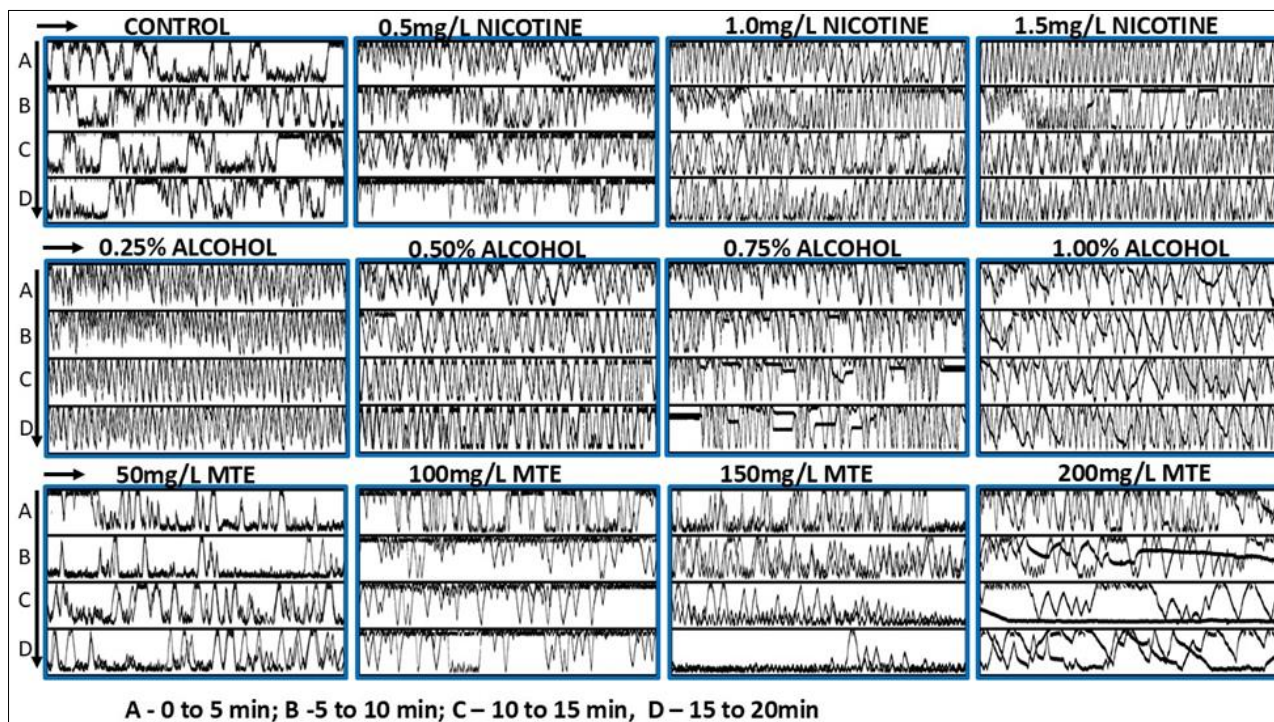 CONTROL 0.5mg/L NICOTINE 1.0mg/L NICOTINE 1.5mg/L NICOTINE
A
B
C
D
0.25% ALCOHOL 0.50% ALCOHOL 0.75% ALCOHOL 1.00% ALCOHOL
A
B
C
D
50mg/L MTE 100mg/L MTE 150mg/L MTE 200mg/L MTE
A
B
C
D
A - 0 to 5 min; B -5 to 10 min; C – 10 to 15 min, D – 15 to 20min